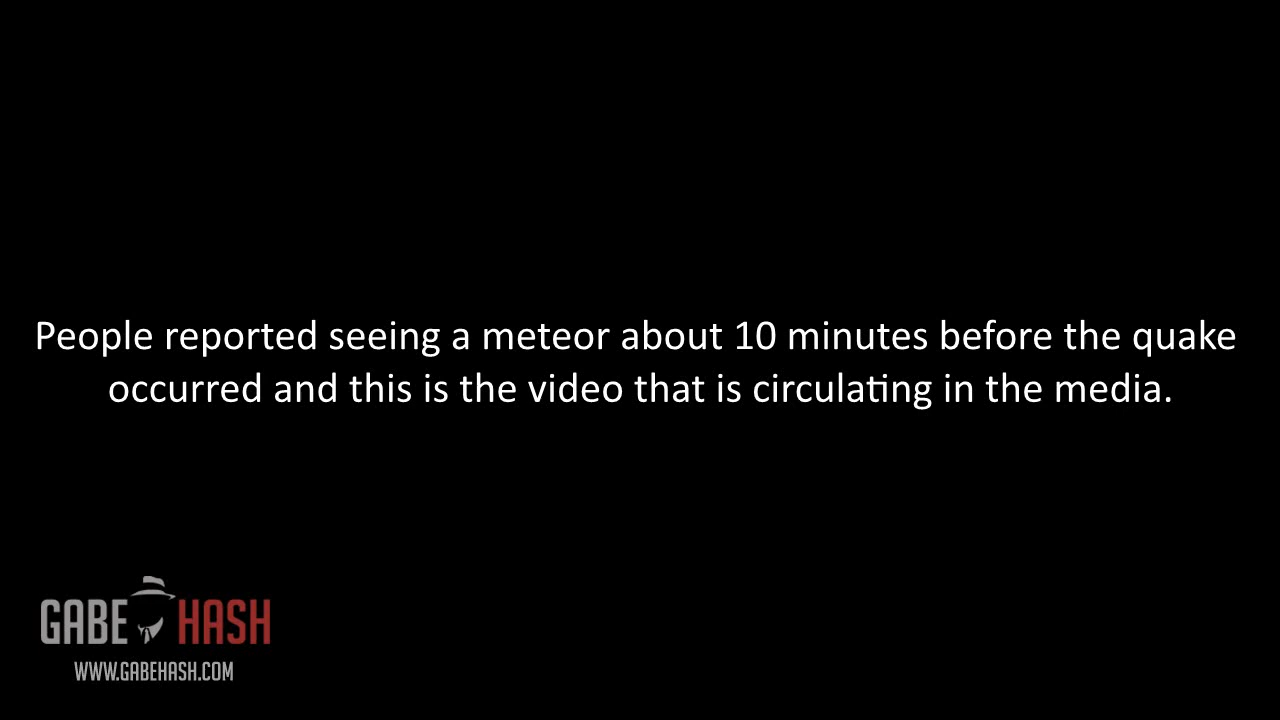 People reported seeing a meteor about 10 minutes before the quake
occurred and this is the video that is circulating in the media.
GABE HASH
WWW.GABEHASH.COM